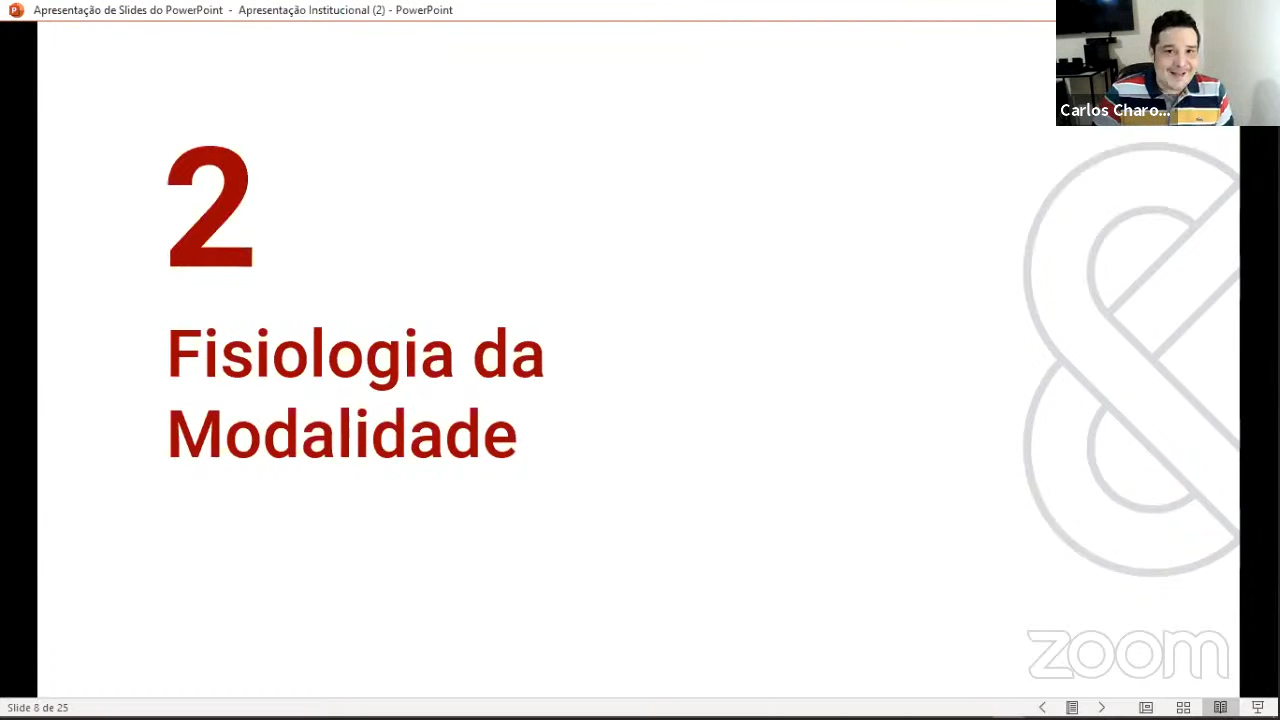 Apresentação de Slides do PowerPoint - Apresentação Institucional (2) - PowerPoint
Carlos Charo...
2
Fisiologia da
Modalidade
zoom
Slide 8 de 25